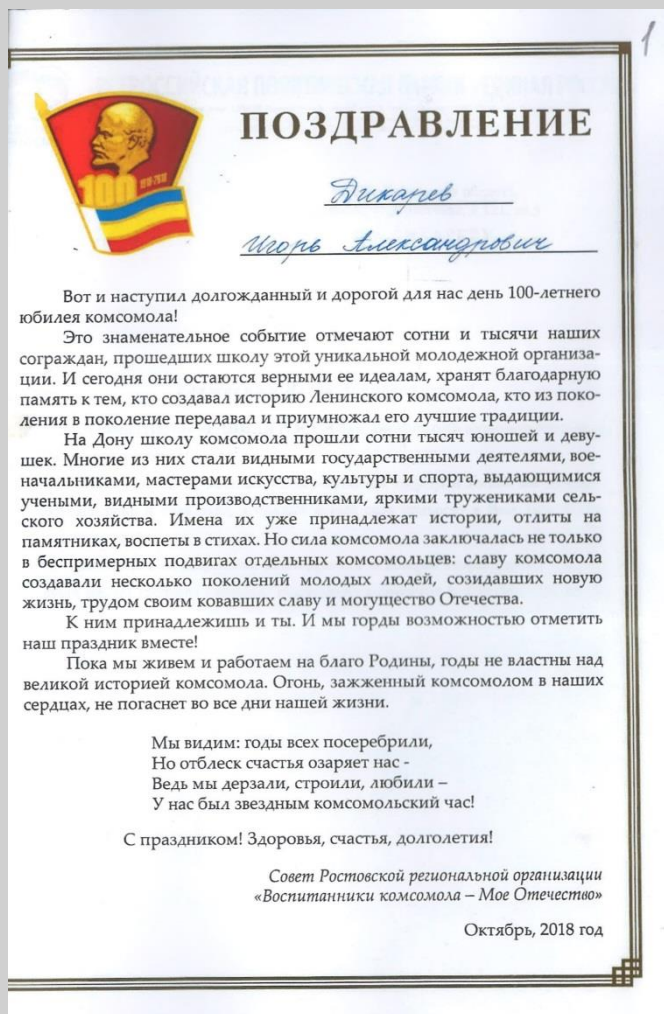 1
ПОЗДРАВЛЕНИЕ
100 1918-2018
Дикарев
Игорь Александрович
Вот и наступил долгожданный и дорогой для нас день 100-летнего
юбилея комсомола!
Это знаменательное событие отмечают сотни и тысячи наших
сограждан, прошедших школу этой уникальной молодежной организа-
ции. И сегодня они остаются верными ее идеалам, хранят благодарную
память к тем, кто создавал историю Ленинского комсомола, кто из поко-
ления в поколение передавал и приумножал его лучшие традиции.
На Дону школу комсомола прошли сотни тысяч юношей и деву-
шек. Многие из них стали видными государственными деятелями, вое-
начальниками, мастерами искусства, культуры и спорта, выдающимися
учеными, видными производственниками, яркими тружениками сель-
ского хозяйства. Имена их уже принадлежат истории, отлиты на
памятниках, воспеты в стихах. Но сила комсомола заключалась не только
в беспримерных подвигах отдельных комсомольцев: славу комсомола
создавали несколько поколений молодых людей, созидавших новую
жизнь, трудом своим ковавших славу и могущество Отечества.
К ним принадлежишь и ты. И мы горды возможностью отметить
наш праздник вместе!
Пока мы живем и работаем на благо Родины, годы не властны над
великой историей комсомола. Огонь, зажженный комсомолом в наших
сердцах, не погаснет во все дни нашей жизни.
Мы видим: годы всех посеребрили,
Но отблеск счастья озаряет нас -
Ведь мы дерзали, строили, любили –
У нас был звездным комсомольский час!
С праздником! Здоровья, счастья, долголетия!
Совет Ростовской региональной организации
«Воспитанники комсомола – Мое Отечество»
Октябрь, 2018 год